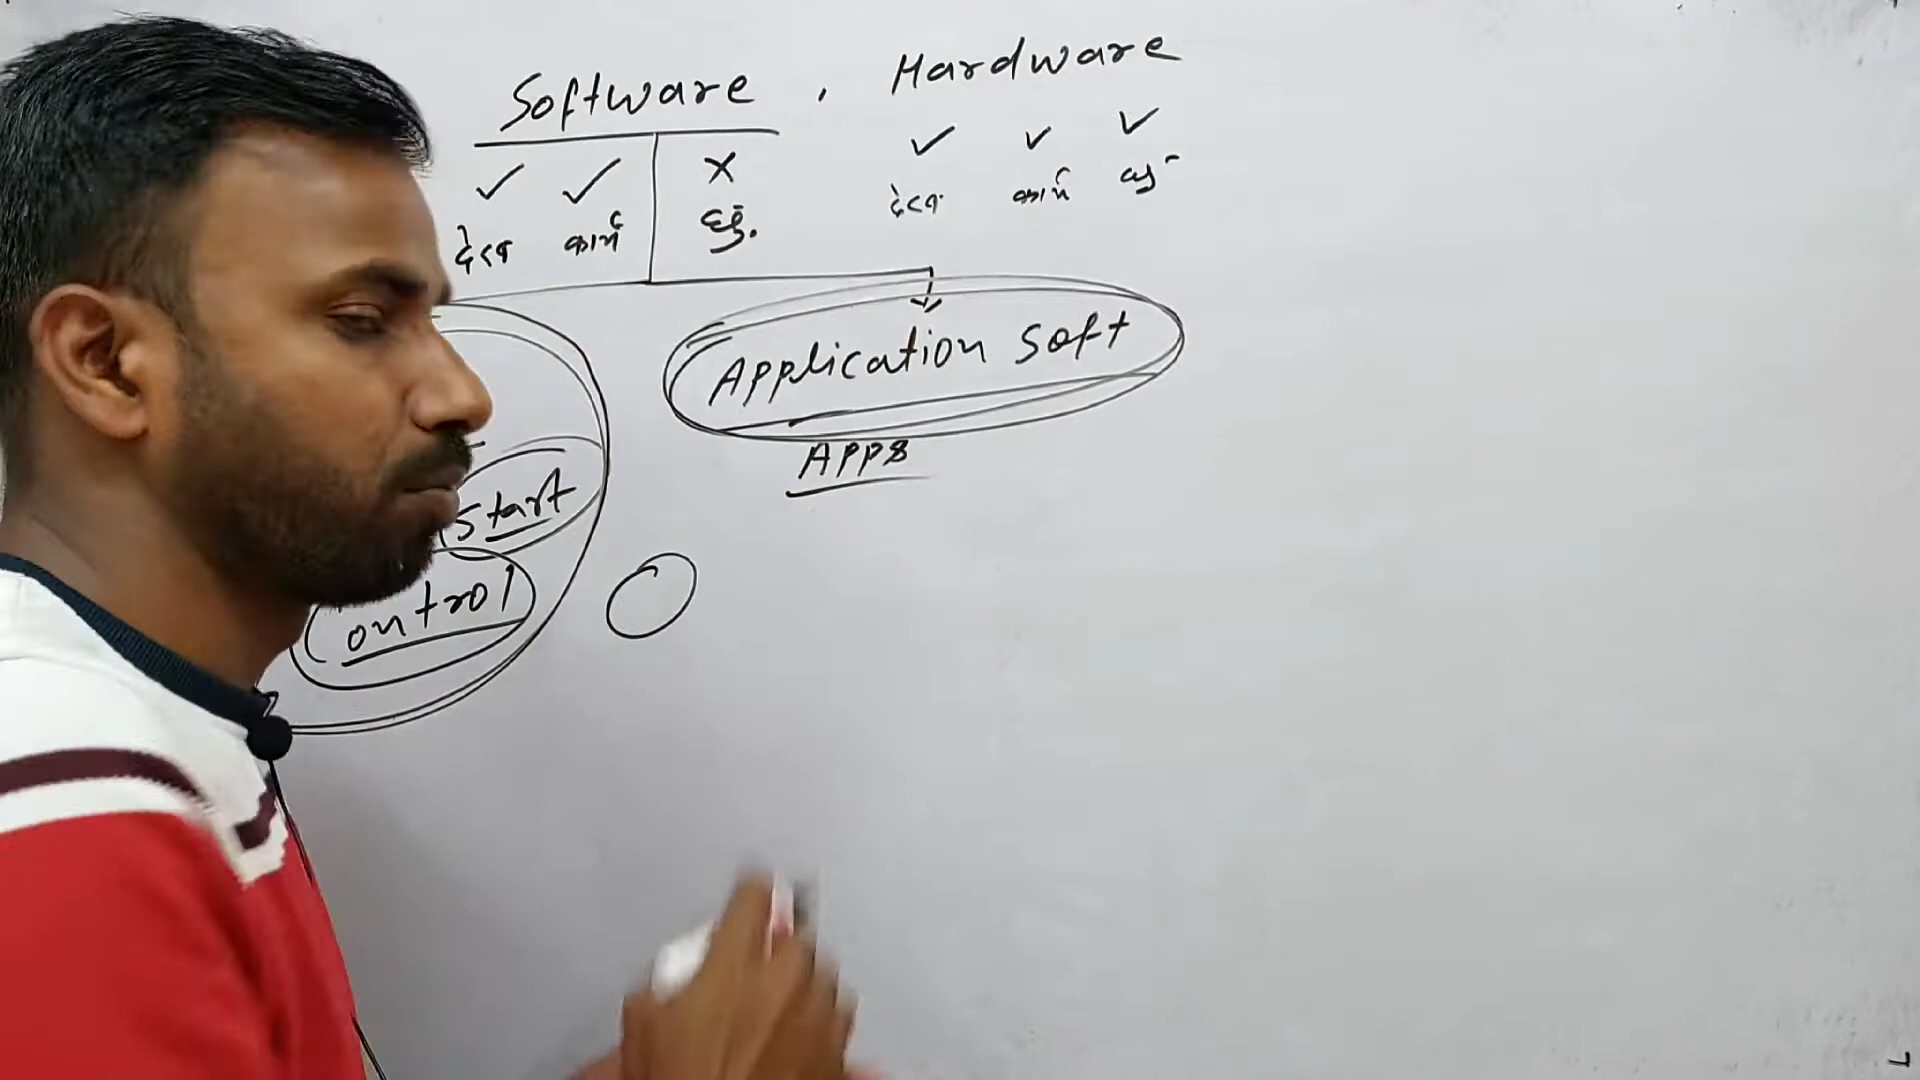 Software , Hardware
✓ ✓ × ✓ ✓ ✓
देख कार्य छू. देख कार्य छू
Application Soft
APPS
Start
ontrol